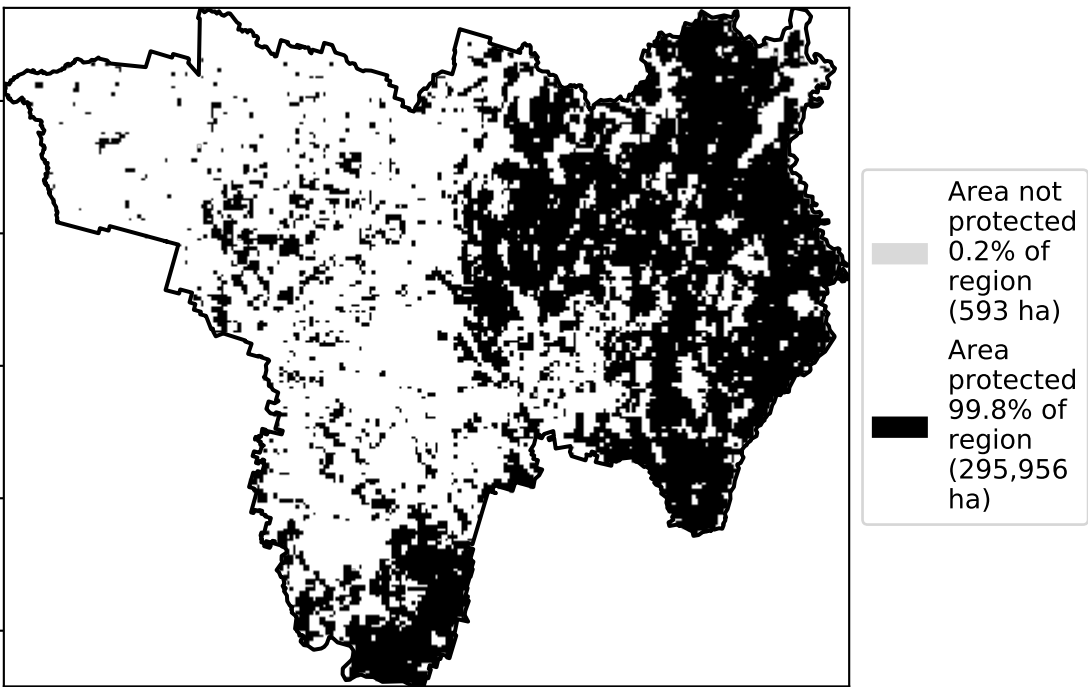 Area not
protected
0.2% of
region
(593 ha)
Area
protected
99.8% of
region
(295,956
ha)